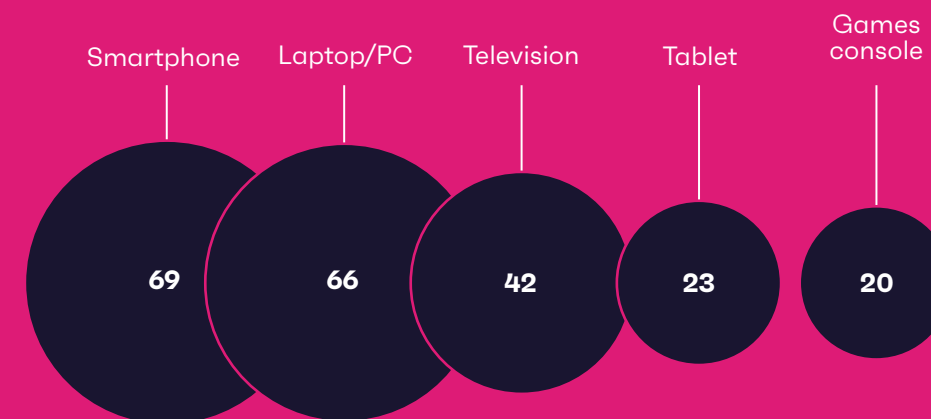 Smartphone
Laptop/PC
Television
Tablet
Games
console
69
66
42
23
20